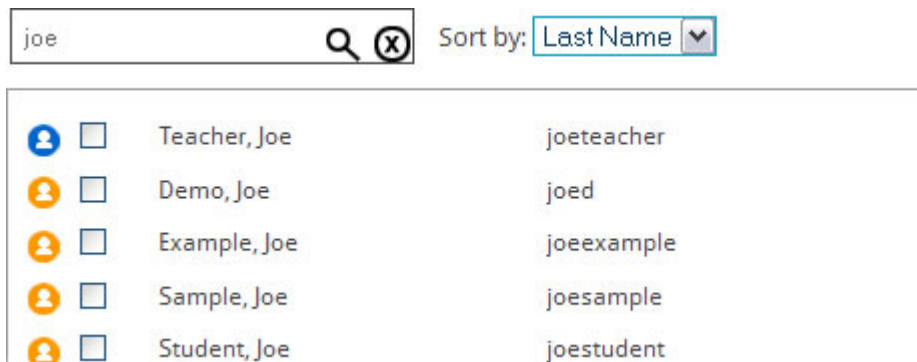 joe Sort by: Last Name
Teacher, Joe joeteacher
Demo, Joe joed
Example, Joe joeexample
Sample, Joe joesample
Student, Joe joestudent